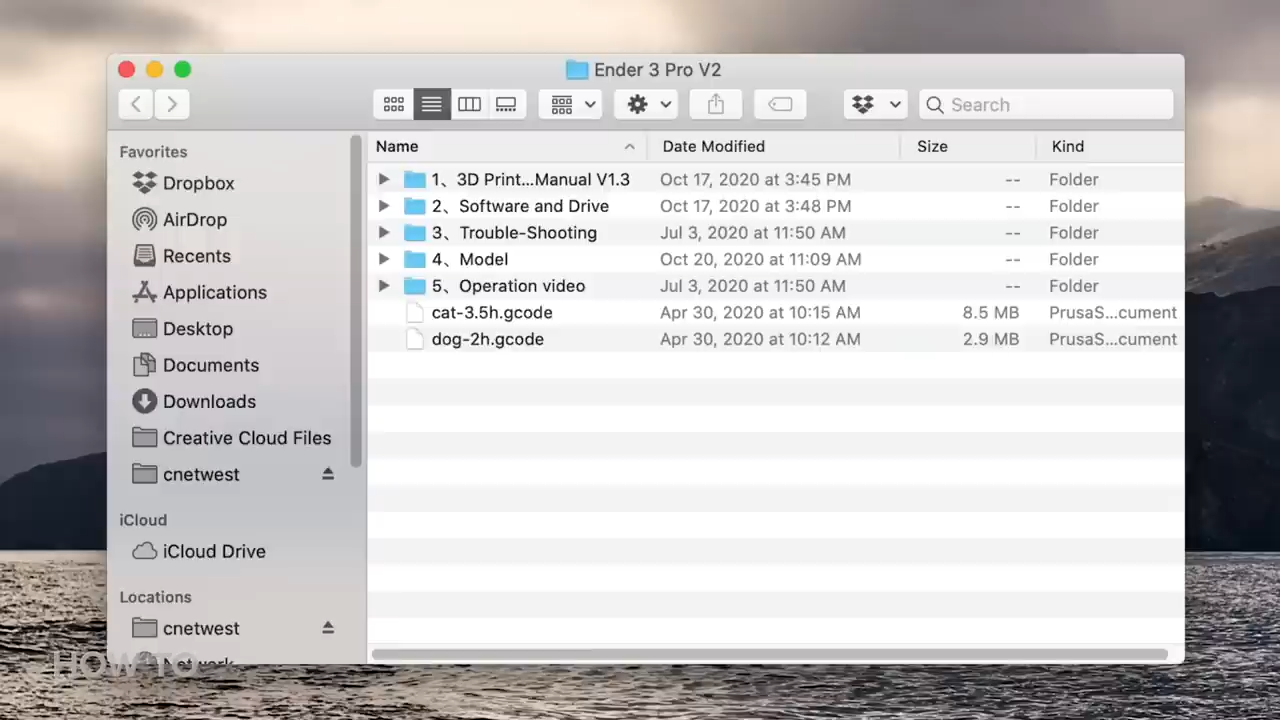 Ender 3 Pro V2
Search
Favorites
Dropbox
AirDrop
Recents
Applications
Desktop
Documents
Downloads
Creative Cloud Files
cnetwest
iCloud
iCloud Drive
Locations
cnetwest
Network
Name Date Modified Size Kind
1、3D Print...Manual V1.3 Oct 17, 2020 at 3:45 PM -- Folder
2、Software and Drive Oct 17, 2020 at 3:48 PM -- Folder
3、Trouble-Shooting Jul 3, 2020 at 11:50 AM -- Folder
4、Model Oct 20, 2020 at 11:09 AM -- Folder
5、Operation video Jul 3, 2020 at 11:50 AM -- Folder
cat-3.5h.gcode Apr 30, 2020 at 10:15 AM 8.5 MB PrusaS...cument
dog-2h.gcode Apr 30, 2020 at 10:12 AM 2.9 MB PrusaS...cument
HOW TO